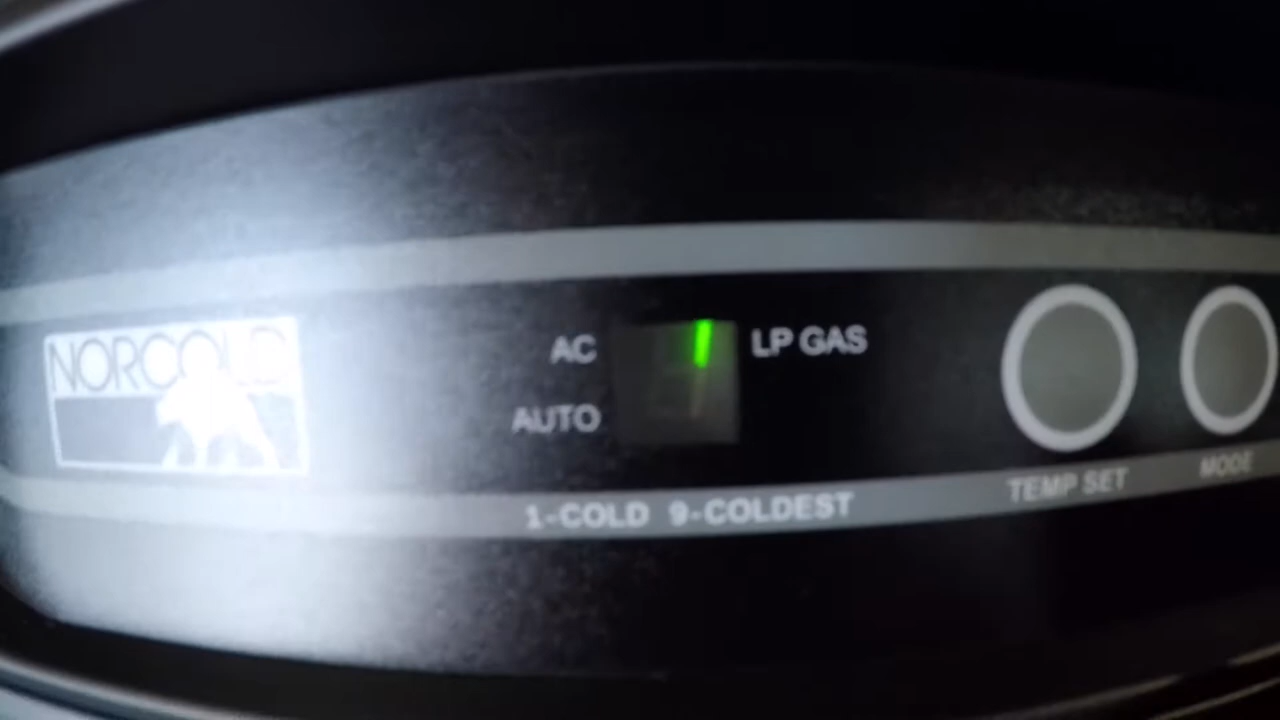 NORCOLD
AC
LP GAS
AUTO
1-COLD 9-COLDEST
TEMP SET
MODE